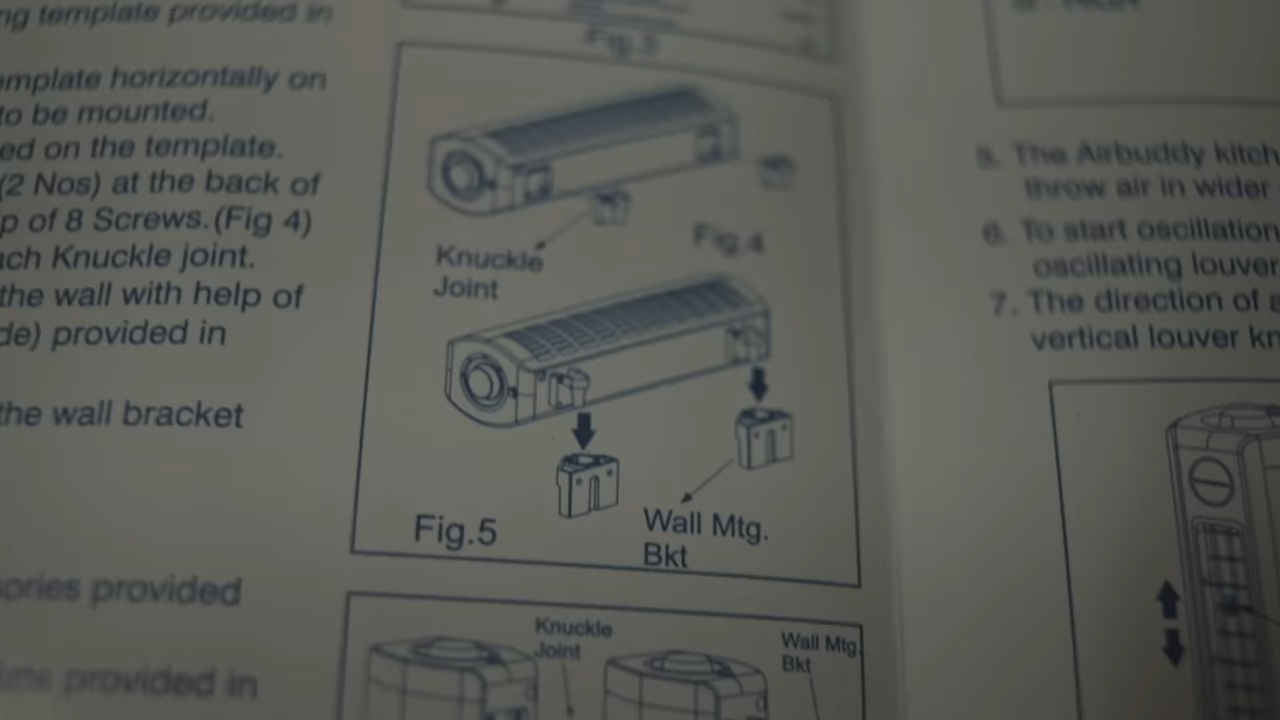 ng template provided in
emplate horizontally on
to be mounted.
ed on the template.
(2 Nos) at the back of
p of 8 Screws.(Fig 4)
ach Knuckle joint.
the wall with help of
de) provided in
the wall bracket
sories provided
provided in
Fig.3
Knuckle
Joint
Fig.4
Fig.5
Wall Mtg.
Bkt
Knuckle
Joint
Wall Mtg.
Bkt
5. The Airbuddy kitch
throw air in wider
6. To start oscillation
oscillating louver
7. The direction of a
vertical louver kn